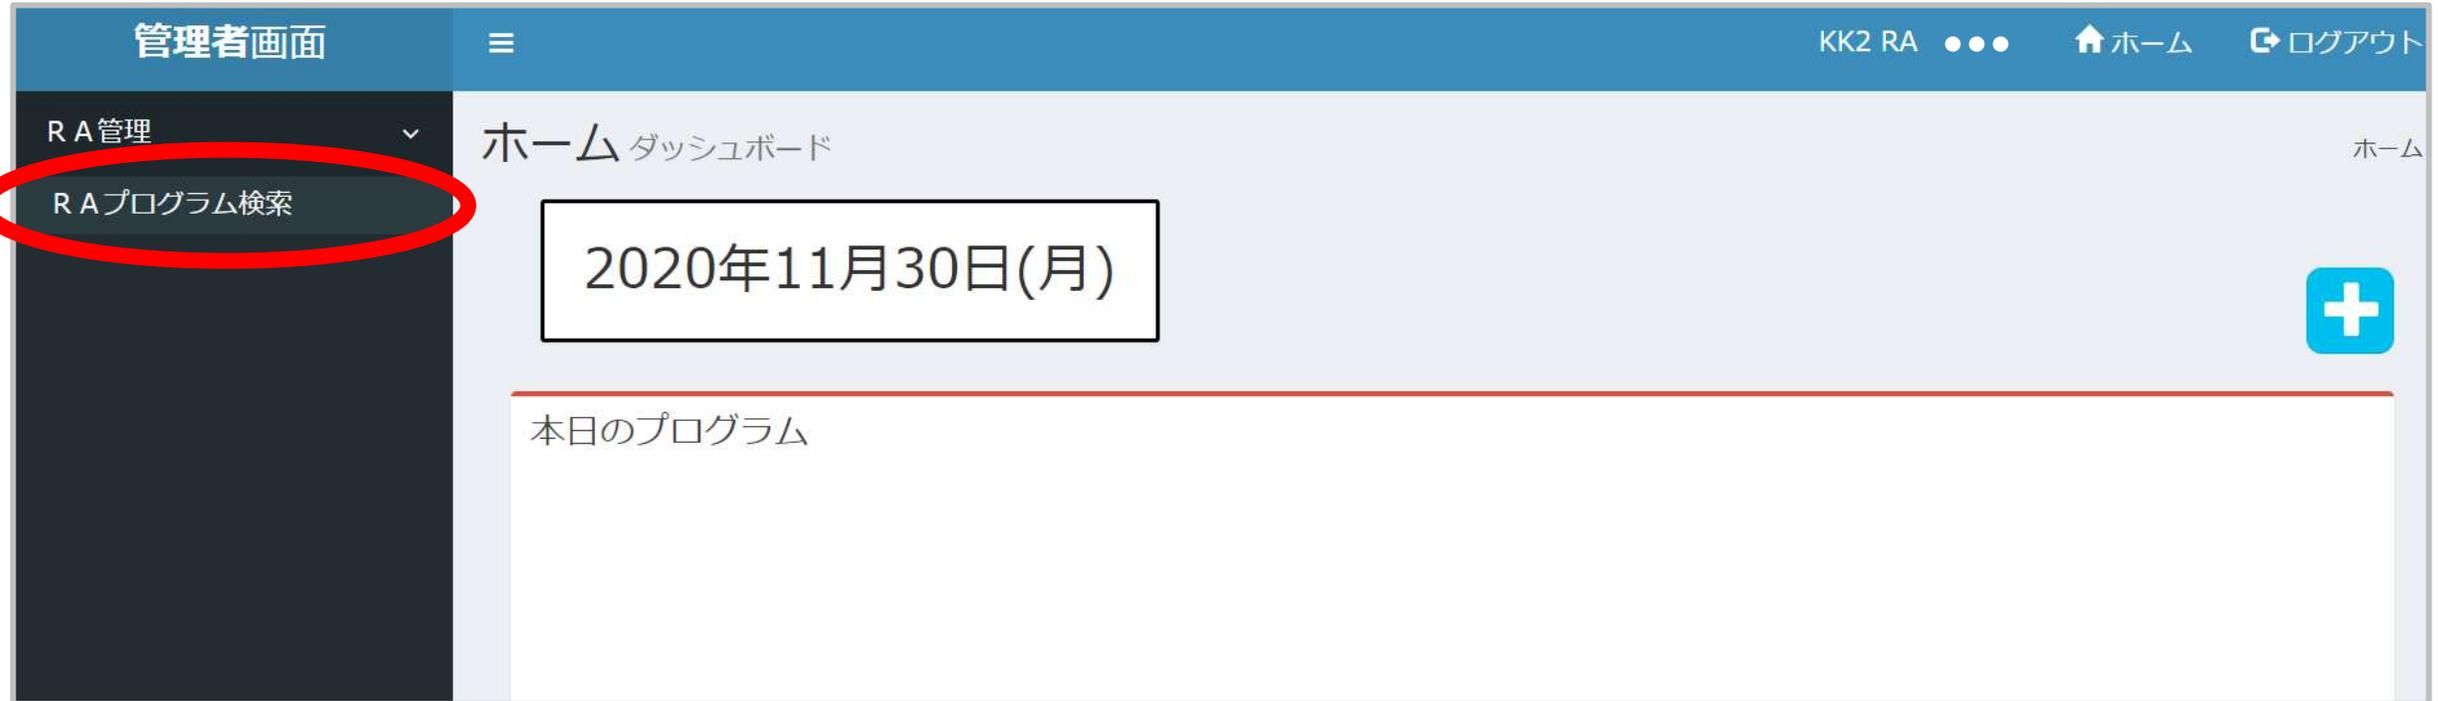 管理者画面
KK2 RA ●●● ホーム ログアウト
ＲＡ管理
ＲＡプログラム検索
ホーム ダッシュボード
ホーム
2020年11月30日(月)
本日のプログラム